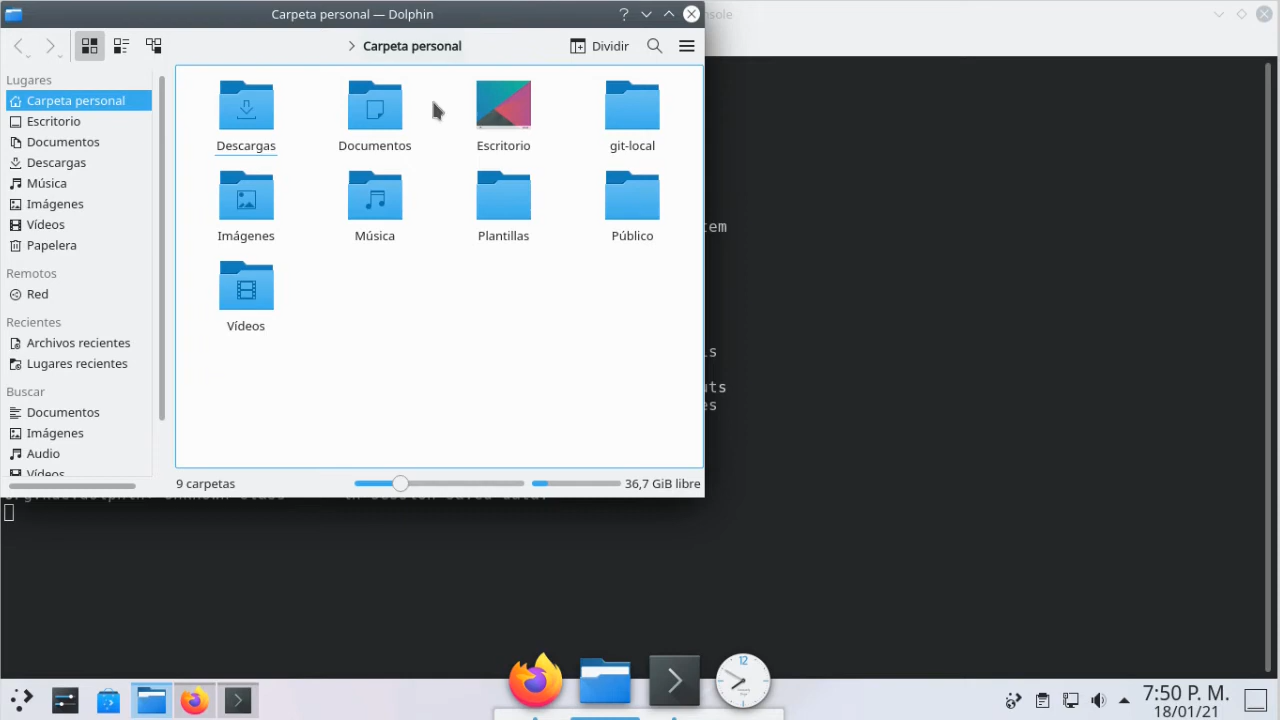 Carpeta personal — Dolphin
Carpeta personal
Dividir
Lugares
Carpeta personal
Escritorio
Documentos
Descargas
Música
Imágenes
Vídeos
Papelera
Remotos
Red
Recientes
Archivos recientes
Lugares recientes
Buscar
Documentos
Imágenes
Audio
Vídeos
Descargas
Documentos
Escritorio
git-local
Imágenes
Música
Plantillas
Público
Vídeos
9 carpetas
36,7 GiB libre
12
7:50 P. M.
18/01/21